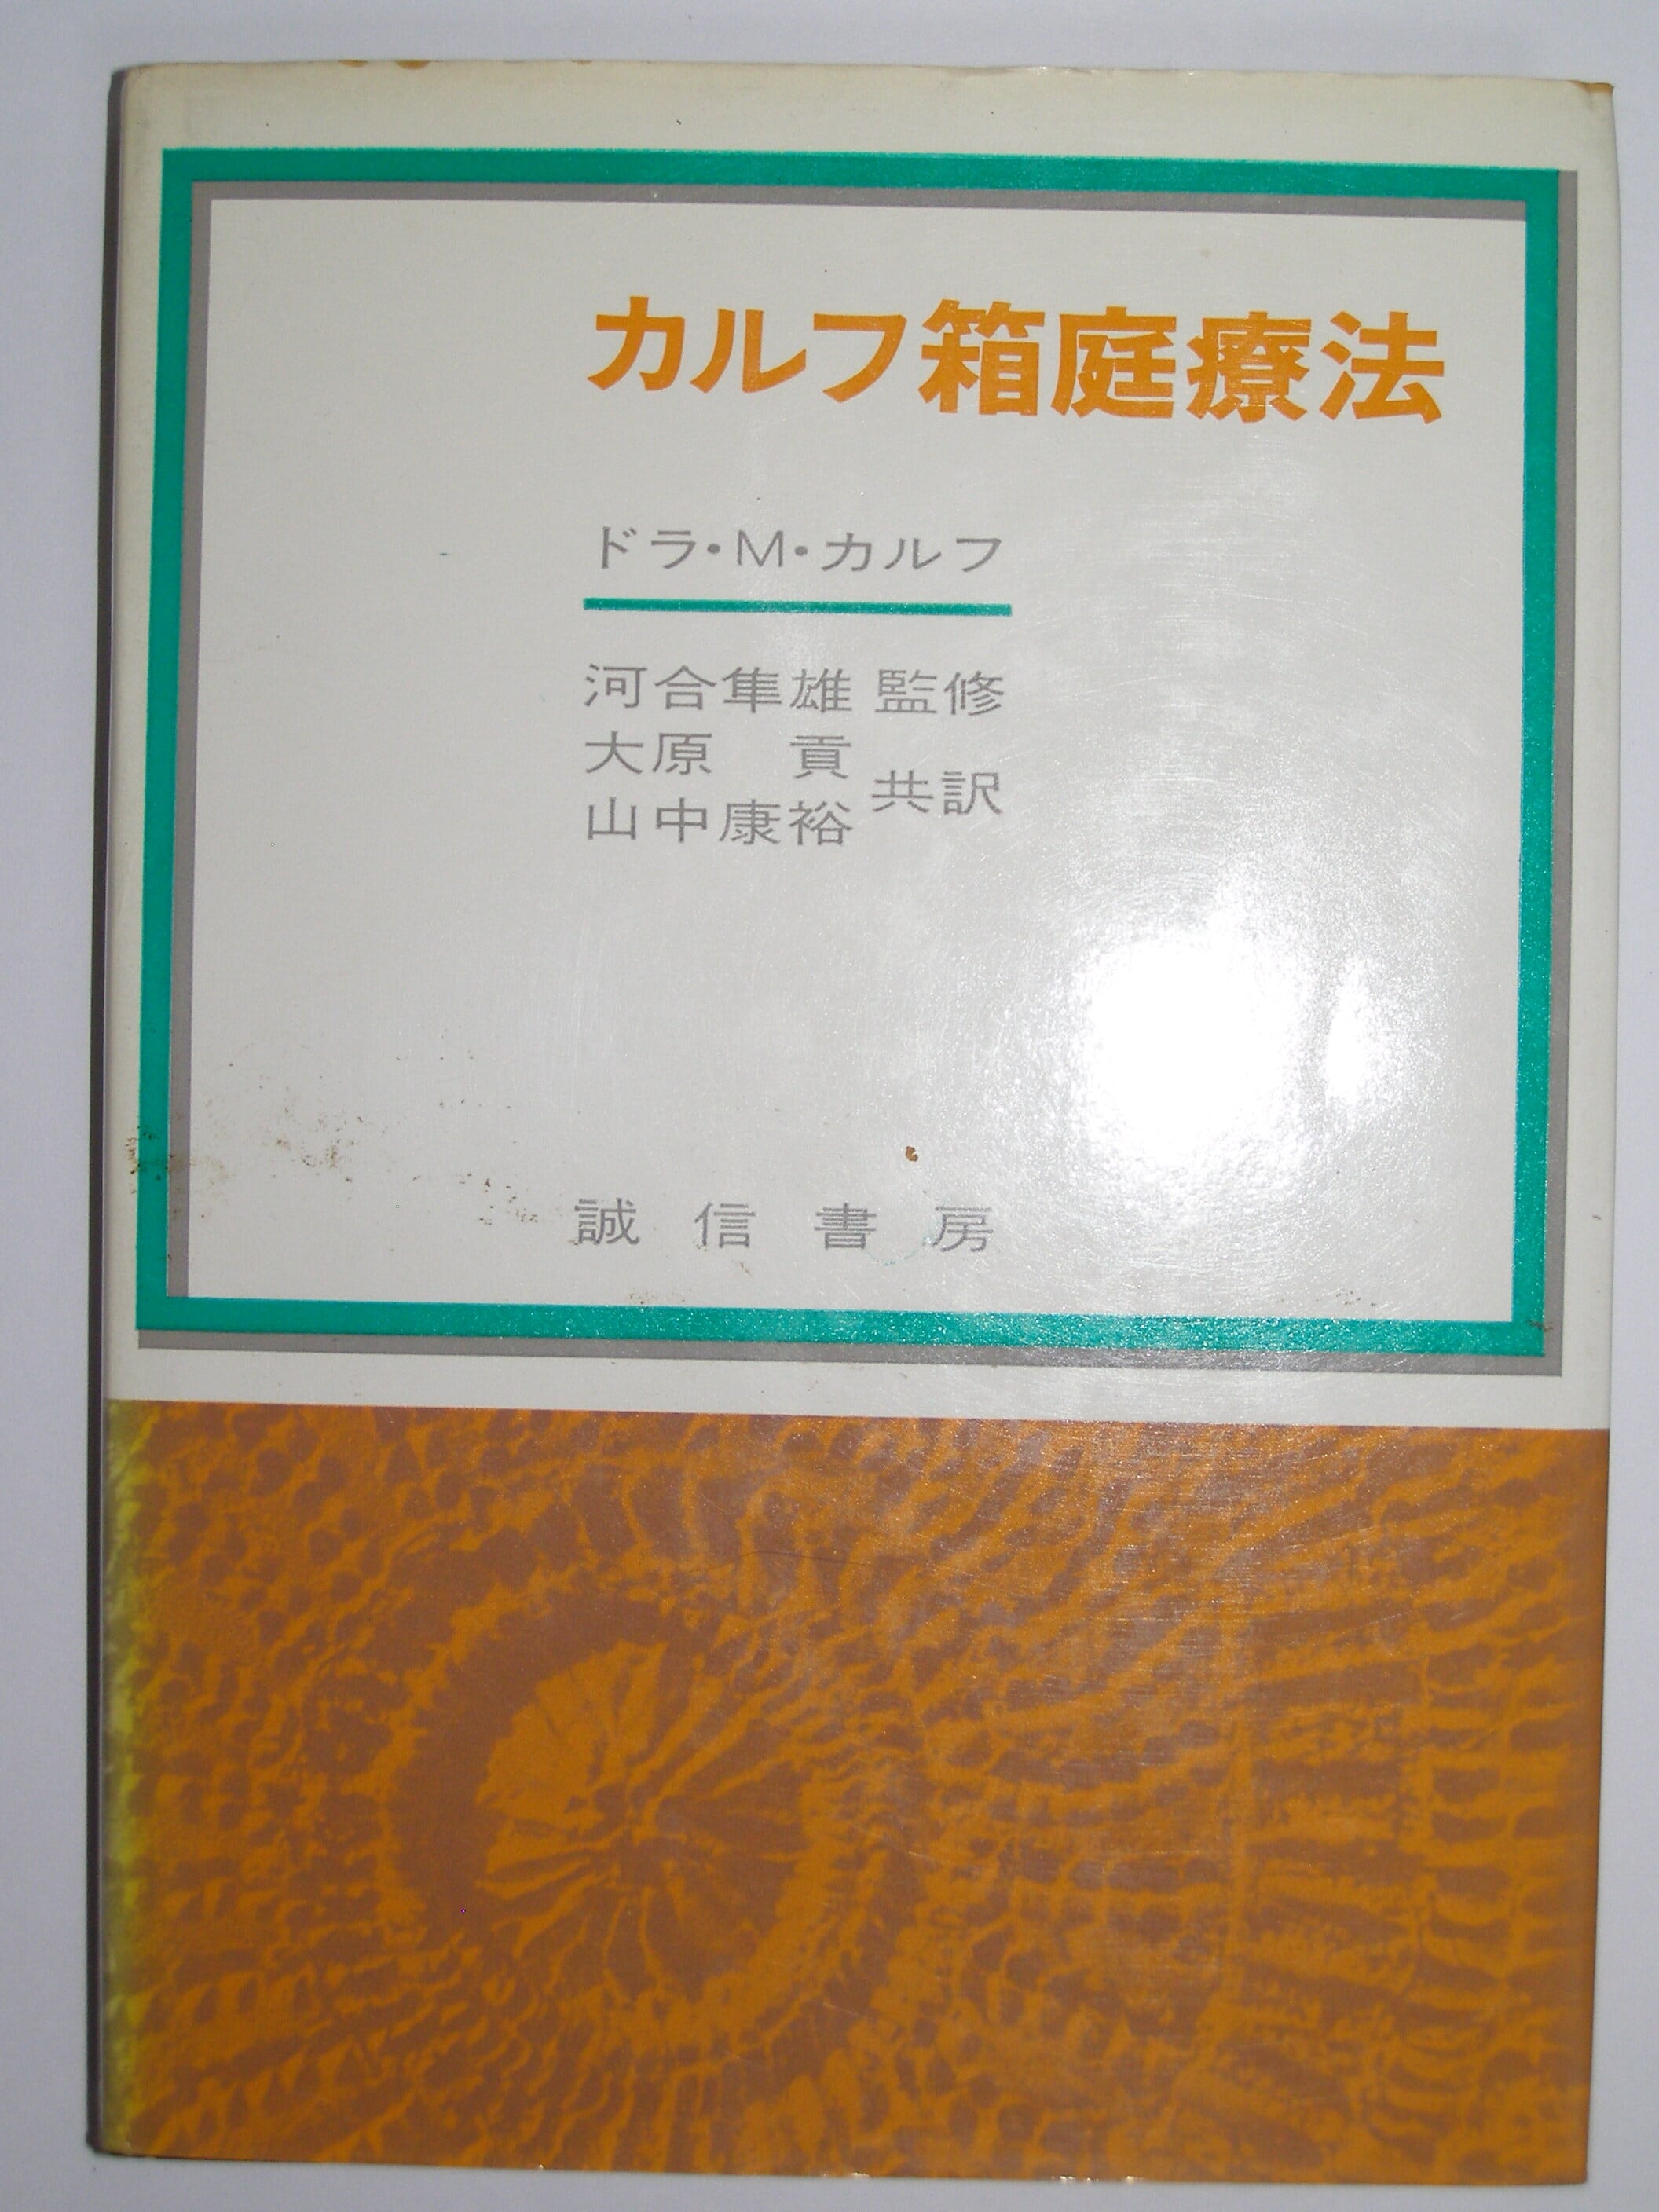 カルフ箱庭療法
ドラ・M・カルフ
河合隼雄 監修
大原 貢
山中康裕 共訳
誠信書房